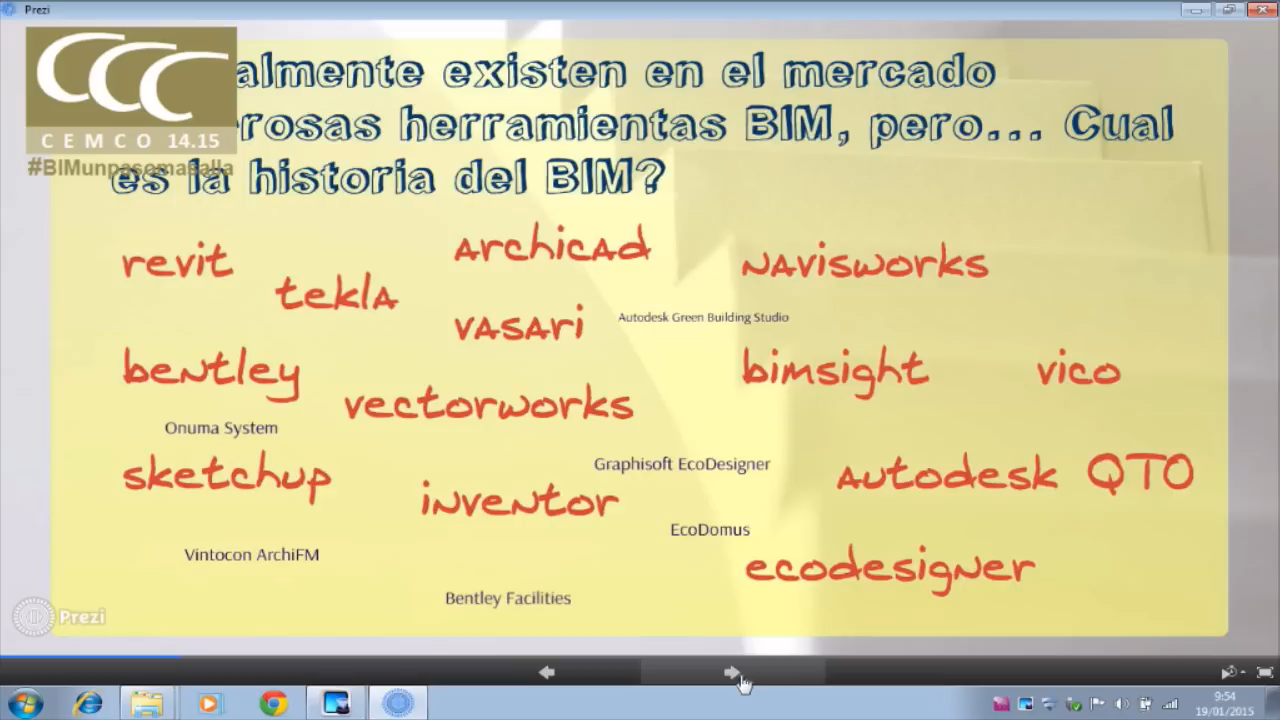 Prezi
CCC
CEMCO 14.15
#BIMunpasomasalla
almente existen en el mercado
erosas herramientas BIM, pero... Cual
es la historia del BIM?
revit
ArchicAd
NAvisworks
teklA
vASAri
Autodesk Green Building Studio
bentley
vectorworks
bimsight
vico
Onuma System
sketchup
inventor
Graphisoft EcoDesigner
Autodesk QTO
EcoDomus
Vintocon ArchiFM
ecodesigner
Bentley Facilities
Prezi
9:54
19/01/2015